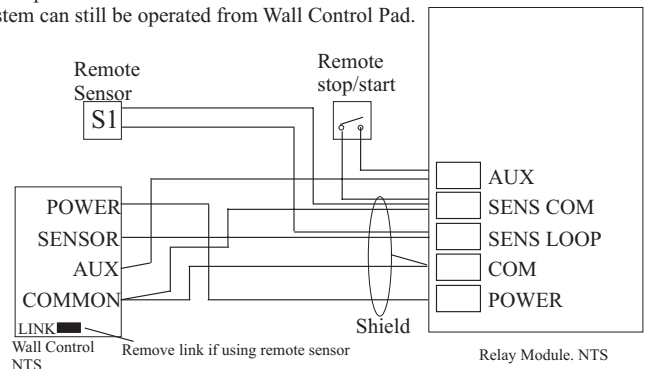 stem can still be operated from Wall Control Pad.
Remote
Sensor
S1
Remote
stop/start
POWER
SENSOR
AUX
COMMON
LINK
Wall Control
NTS
Remove link if using remote sensor
Shield
AUX
SENS COM
SENS LOOP
COM
POWER
Relay Module. NTS